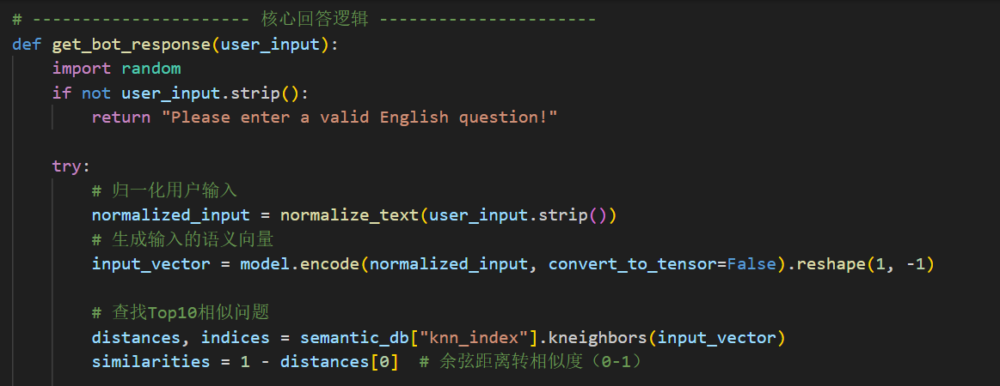 # ---------------------- 核心回答逻辑 ----------------------
def get_bot_response(user_input):
    import random
    if not user_input.strip():
        return "Please enter a valid English question!"

    try:
        # 归一化用户输入
        normalized_input = normalize_text(user_input.strip())
        # 生成输入的语义向量
        input_vector = model.encode(normalized_input, convert_to_tensor=False).reshape(1, -1)

        # 查找Top10相似问题
        distances, indices = semantic_db["knn_index"].kneighbors(input_vector)
        similarities = 1 - distances[0]  # 余弦距离转相似度（0-1）